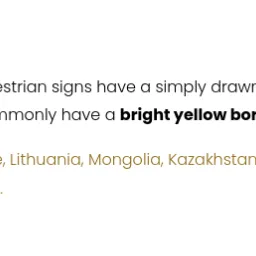 estrian signs have a simply drawn
mmonly have a bright yellow bor
, Lithuania, Mongolia, Kazakhstan
.